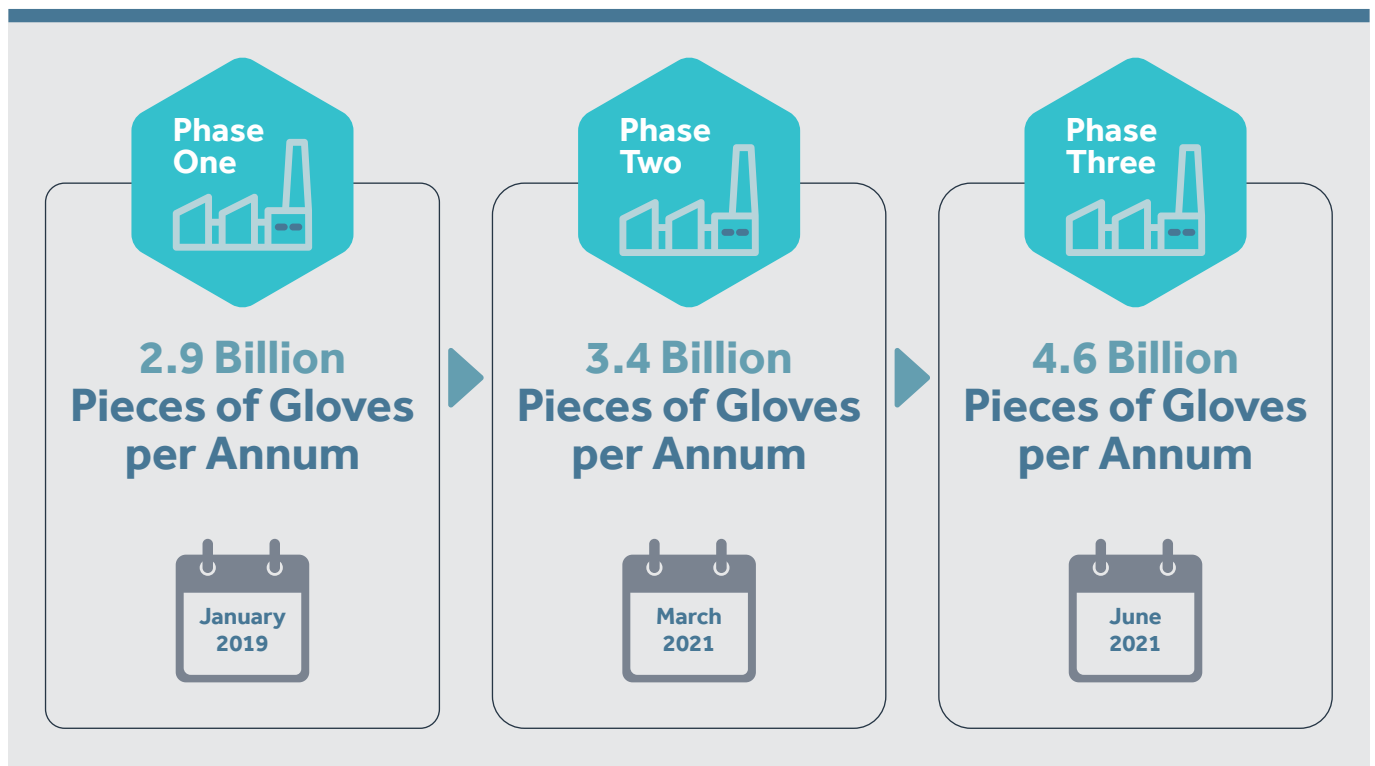 Phase
One
2.9 Billion
Pieces of Gloves
per Annum
January
2019
Phase
Two
3.4 Billion
Pieces of Gloves
per Annum
March
2021
Phase
Three
4.6 Billion
Pieces of Gloves
per Annum
June
2021